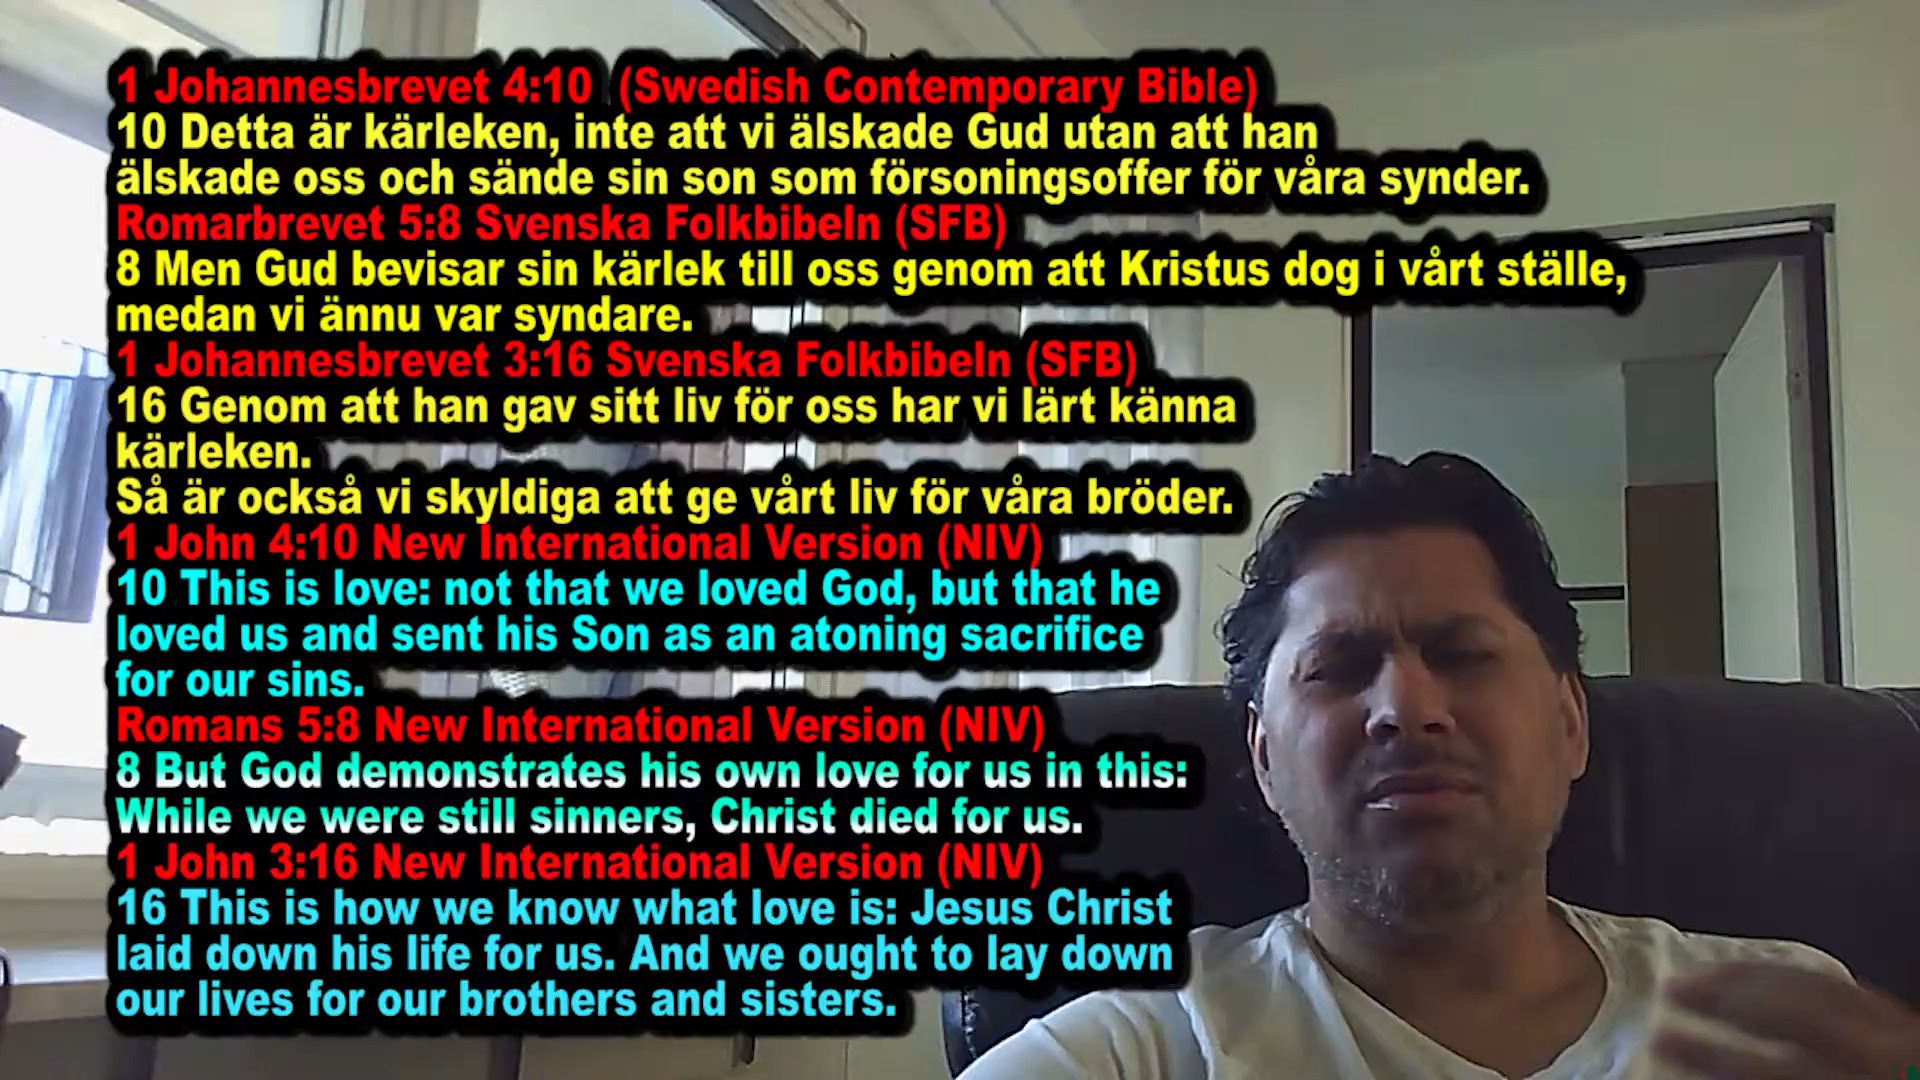 1 Johannesbrevet 4:10 (Swedish Contemporary Bible)
10 Detta är kärleken, inte att vi älskade Gud utan att han
älskade oss och sände sin son som försoningsoffer för våra synder.
Romarbrevet 5:8 Svenska Folkbibeln (SFB)
8 Men Gud bevisar sin kärlek till oss genom att Kristus dog i vårt ställe,
medan vi ännu var syndare.
1 Johannesbrevet 3:16 Svenska Folkbibeln (SFB)
16 Genom att han gav sitt liv för oss har vi lärt känna
kärleken.
Så är också vi skyldiga att ge vårt liv för våra bröder.
1 John 4:10 New International Version (NIV)
10 This is love: not that we loved God, but that he
loved us and sent his Son as an atoning sacrifice
for our sins.
Romans 5:8 New International Version (NIV)
8 But God demonstrates his own love for us in this:
While we were still sinners, Christ died for us.
1 John 3:16 New International Version (NIV)
16 This is how we know what love is: Jesus Christ
laid down his life for us. And we ought to lay down
our lives for our brothers and sisters.